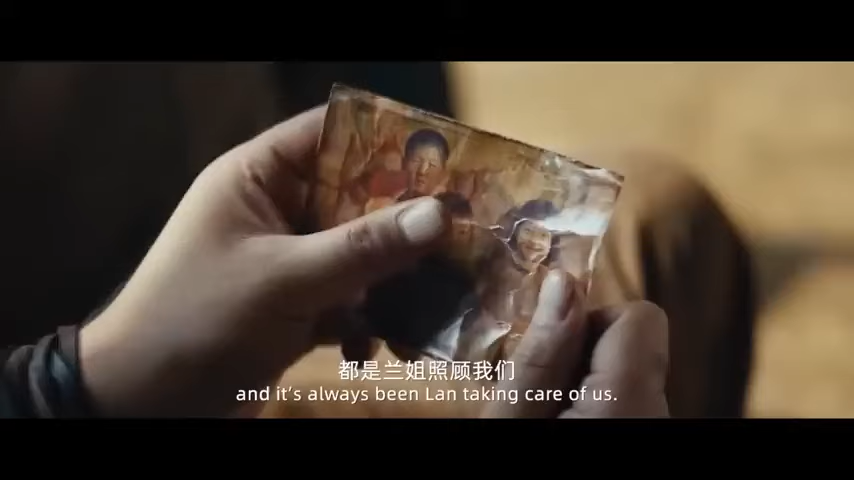 都是兰姐照顾我们
and it's always been Lan taking care of us.